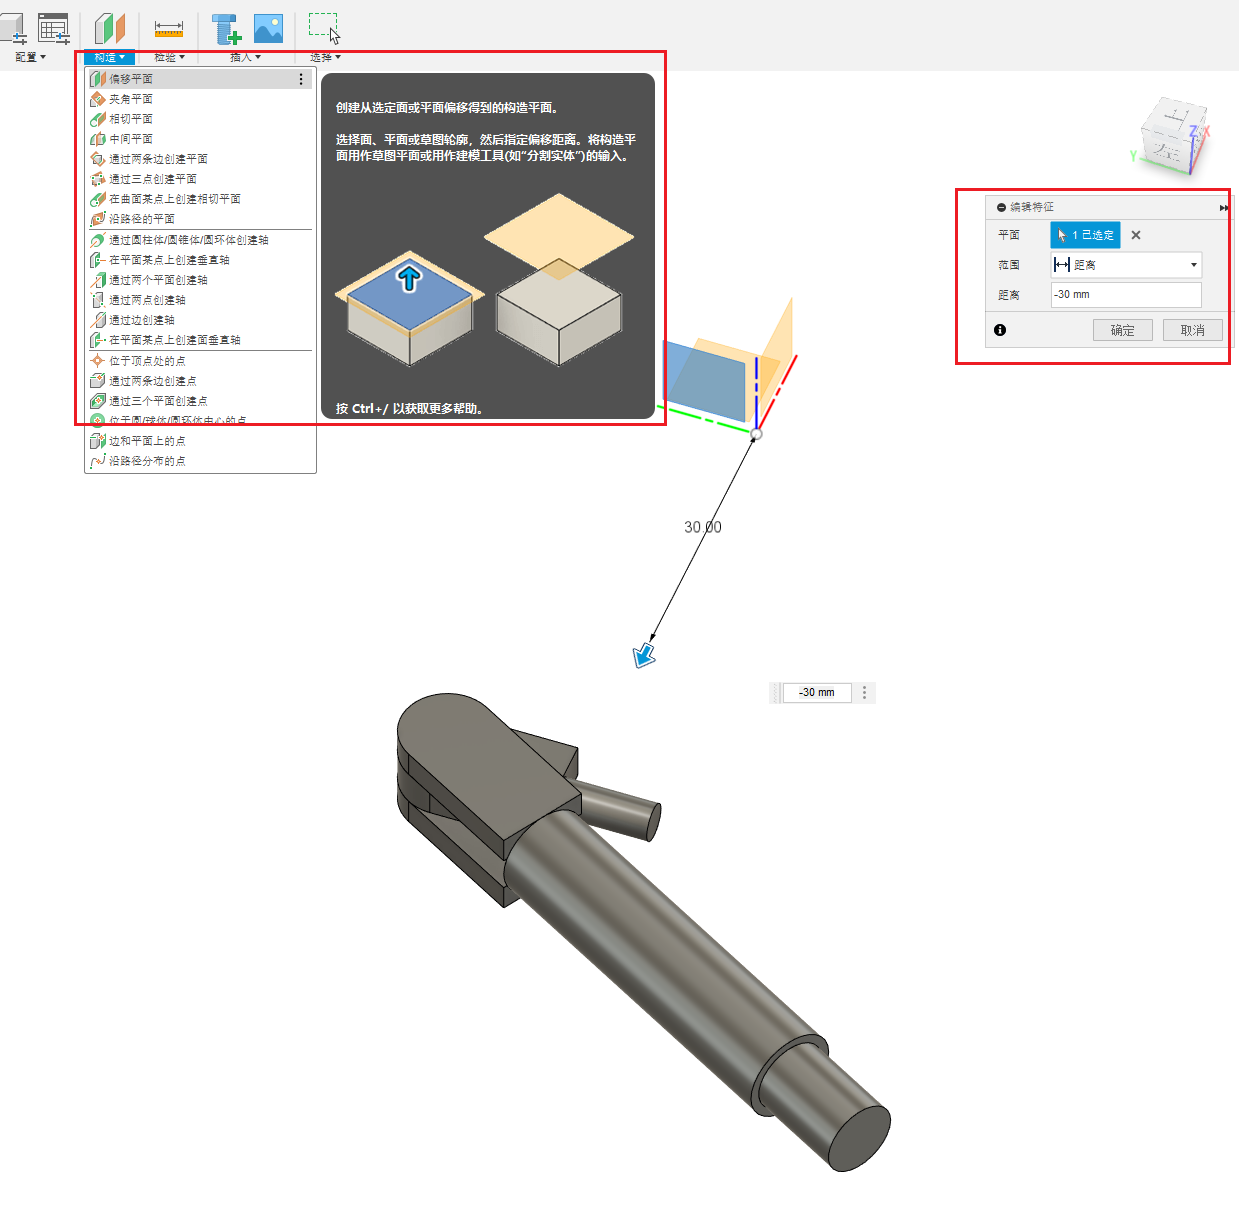 配置▼
构造▼
检验▼
插入▼
选择▼
偏移平面
夹角平面
相切平面
中间平面
通过两条边创建平面
通过三点创建平面
在曲面某点上创建相切平面
沿路径的平面
通过圆柱体/圆锥体/圆环体创建轴
在平面某点上创建垂直轴
通过两个平面创建轴
通过两点创建轴
通过边创建轴
在平面某点上创建面垂直轴
位于顶点处的点
通过两条边创建点
通过三个平面创建点
位于圆/球体/圆环体中心的点
边和平面上的点
沿路径分布的点
创建从选定面或平面偏移得到的构造平面。
选择面、平面或草图轮廓，然后指定偏移距离。将构造平
面用作草图平面或用作建模工具(如“分割实体”)的输入。
按 Ctrl+/ 以获取更多帮助。
上
左
Z
X
Y
编辑特征
平面
1 已选定
范围
距离
距离
-30 mm
确定
取消
30.00
-30 mm